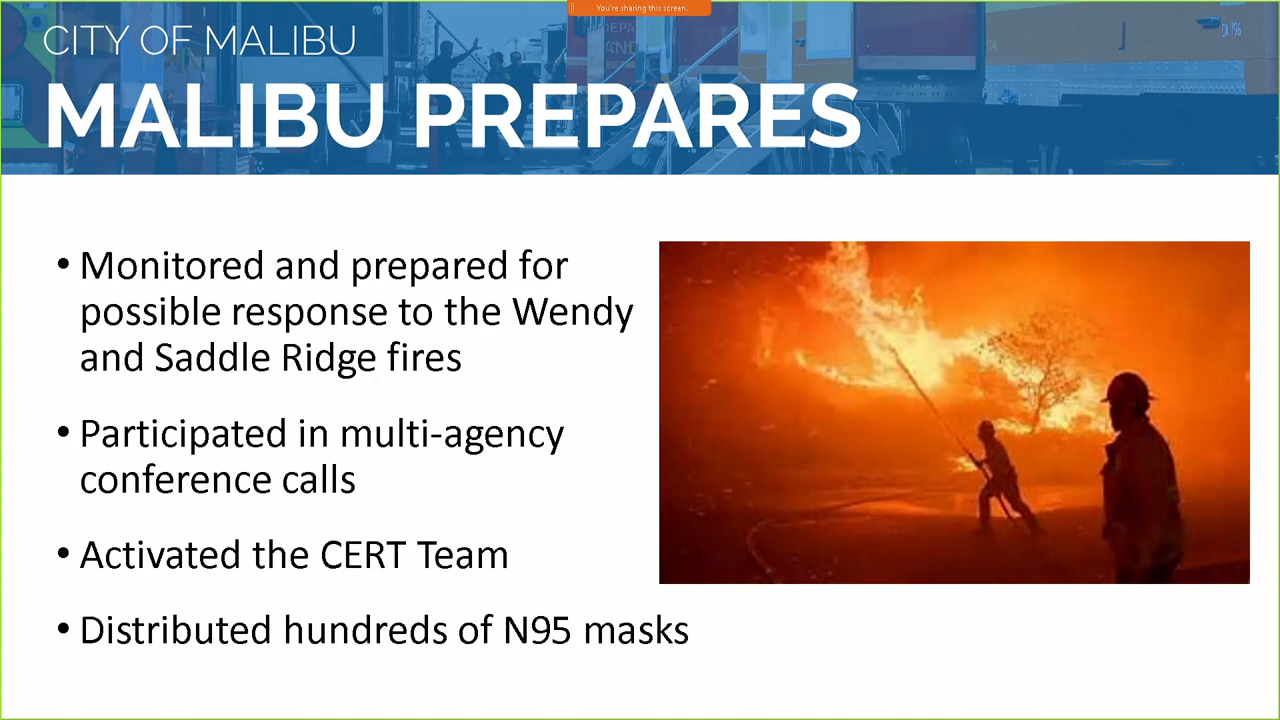 You're sharing this screen.
CITY OF MALIBU
MALIBU PREPARES
• Monitored and prepared for
possible response to the Wendy
and Saddle Ridge fires
• Participated in multi-agency
conference calls
• Activated the CERT Team
• Distributed hundreds of N95 masks